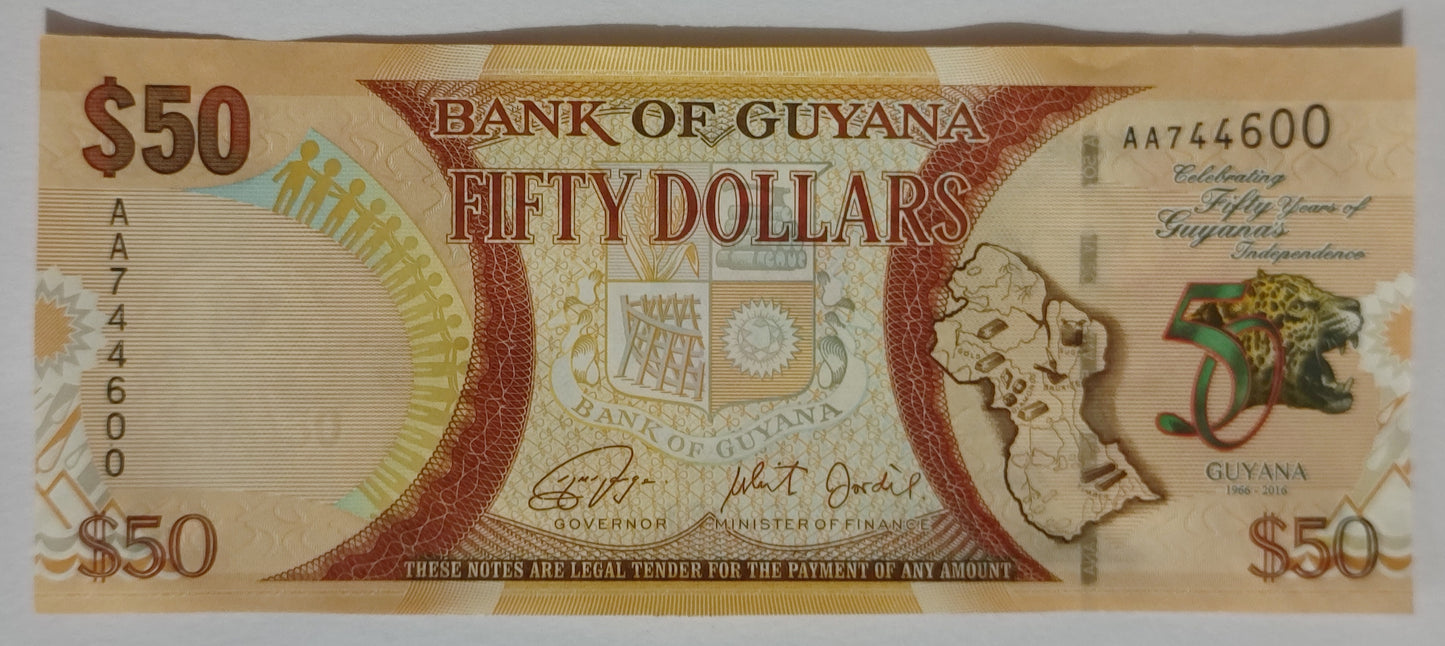 $50
BANK OF GUYANA
FIFTY DOLLARS
AA744600
AA744600
Celebrating
Fifty Years of
Guyana's
Independence
50
GUYANA
1966 - 2016
BANK OF GUYANA
GOVERNOR
MINISTER OF FINANCE
$50
$50
THESE NOTES ARE LEGAL TENDER FOR THE PAYMENT OF ANY AMOUNT